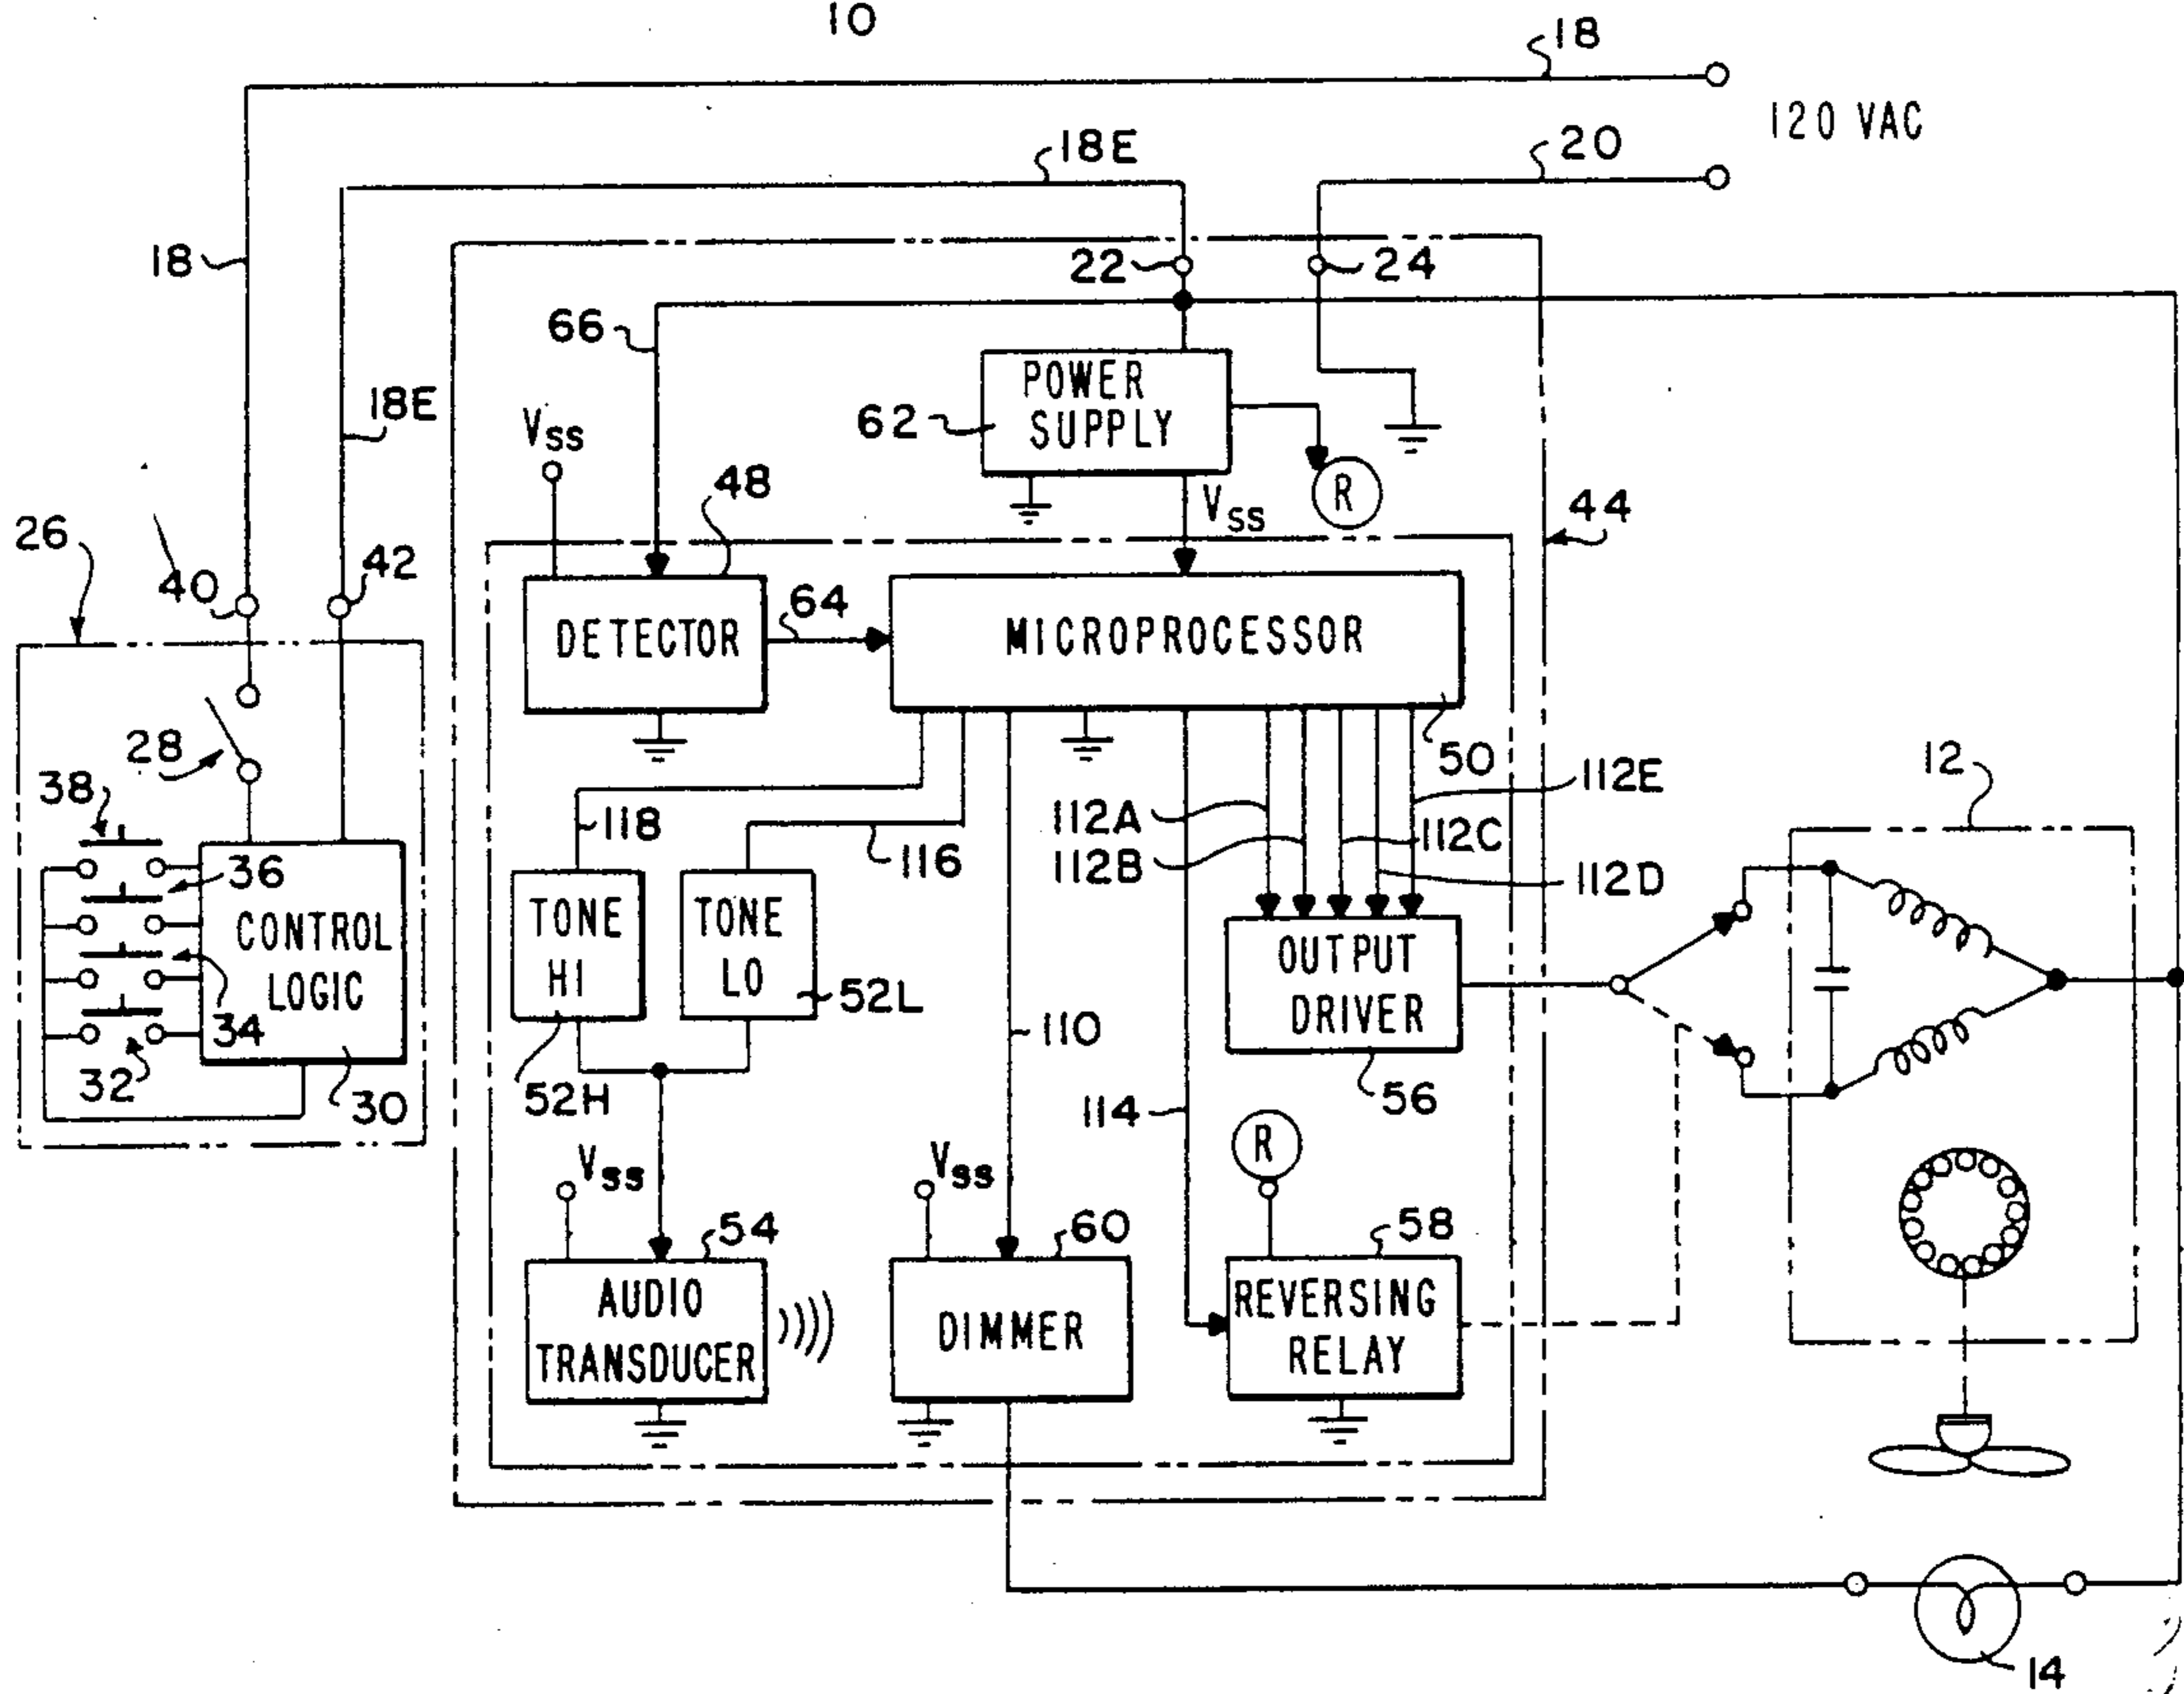 10
18
120 VAC
18E
20
18
22
24
66
POWER
SUPPLY
62
18E
VSS
R
48
VSS
44
26
40
42
DETECTOR
64
MICROPROCESSOR
50
28
38
118
116
112A
112B
112C
112E
112D
12
36
CONTROL
LOGIC
34
32
30
TONE
HI
TONE
LO
52L
52H
110
OUTPUT
DRIVER
56
114
R
VSS
VSS
54
60
58
AUDIO
TRANSDUCER
DIMMER
REVERSING
RELAY
14